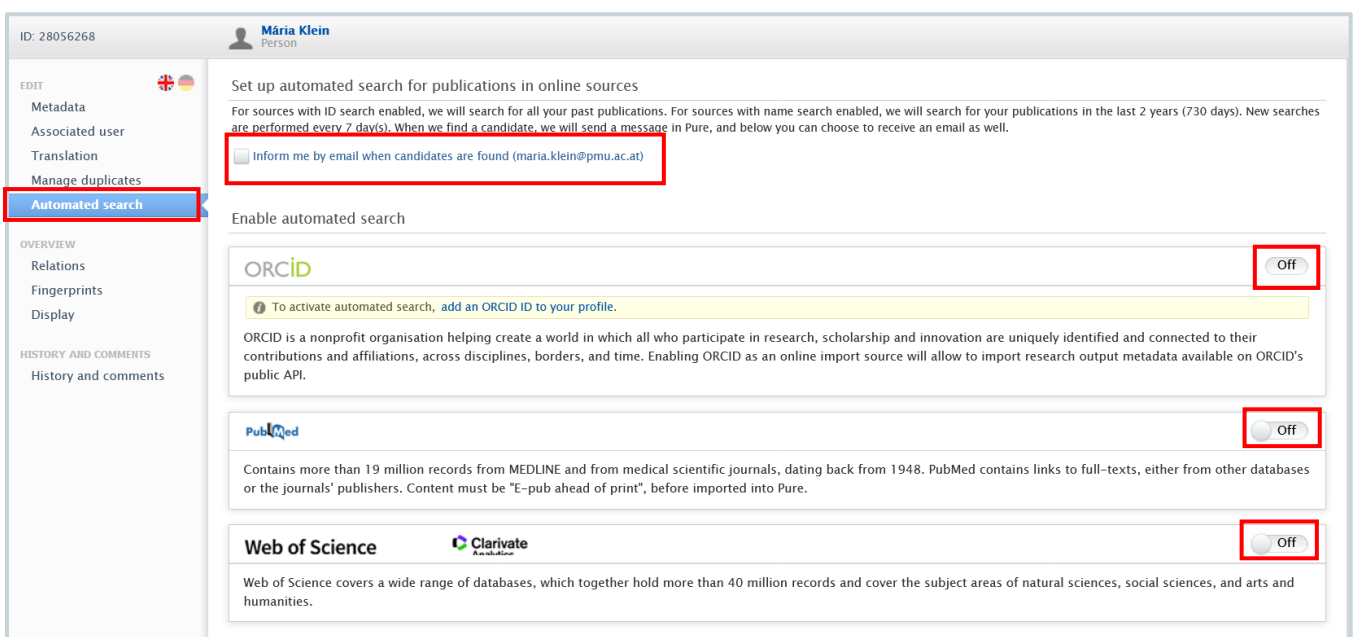 ID: 28056268
Mária Klein
Person
EDIT
Metadata
Associated user
Translation
Manage duplicates
Automated search
OVERVIEW
Relations
Fingerprints
Display
HISTORY AND COMMENTS
History and comments
Set up automated search for publications in online sources
For sources with ID search enabled, we will search for all your past publications. For sources with name search enabled, we will search for your publications in the last 2 years (730 days). New searches
are performed every 7 day(s). When we find a candidate, we will send a message in Pure, and below you can choose to receive an email as well.
Inform me by email when candidates are found (maria.klein@pmu.ac.at)
Enable automated search
ORCID
Off
To activate automated search, add an ORCID ID to your profile.
ORCID is a nonprofit organisation helping create a world in which all who participate in research, scholarship and innovation are uniquely identified and connected to their
contributions and affiliations, across disciplines, borders, and time. Enabling ORCID as an online import source will allow to import research output metadata available on ORCID's
public API.
PubMed
Off
Contains more than 19 million records from MEDLINE and from medical scientific journals, dating back from 1948. PubMed contains links to full-texts, either from other databases
or the journals' publishers. Content must be "E-pub ahead of print", before imported into Pure.
Web of Science
Clarivate
Analytics
Off
Web of Science covers a wide range of databases, which together hold more than 40 million records and cover the subject areas of natural sciences, social sciences, and arts and
humanities.